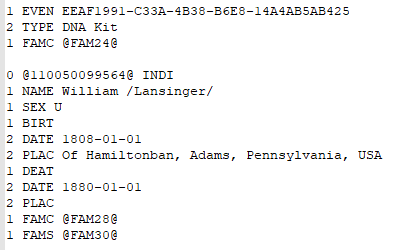 1 EVEN EEAF1991-C33A-4B38-B6E8-14A4AB5AB425
2 TYPE DNA Kit
1 FAMC @FAM24@

0 @110050099564@ INDI
1 NAME William /Lansinger/
1 SEX U
1 BIRT
2 DATE 1808-01-01
2 PLAC Of Hamiltonban, Adams, Pennsylvania, USA
1 DEAT
2 DATE 1880-01-01
2 PLAC
1 FAMC @FAM28@
1 FAMS @FAM30@